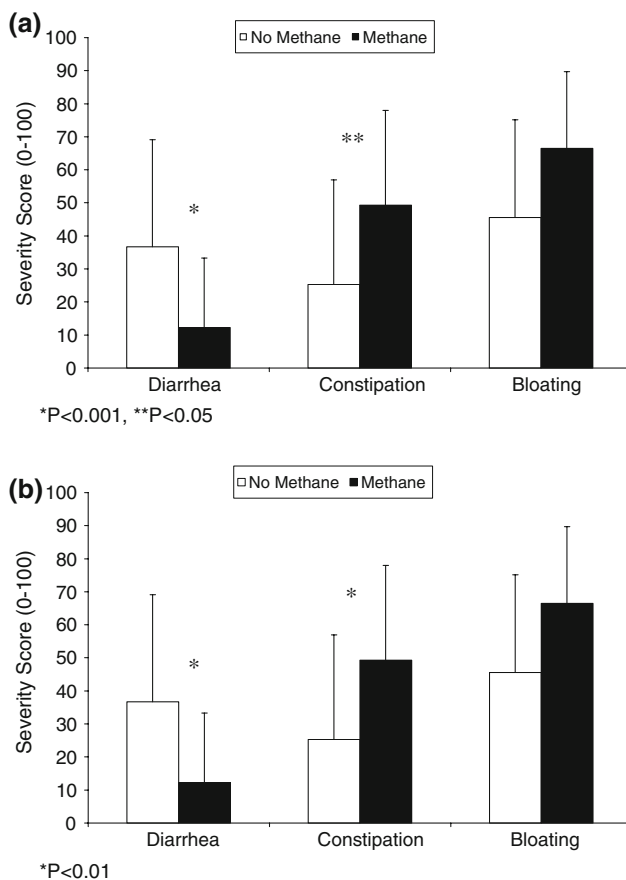 (a)
No Methane Methane
Severity Score (0-100)
100
90
80
70
60
50
40
30
20
10
0
*
**
Diarrhea Constipation Bloating
*P<0.001, **P<0.05
(b)
No Methane Methane
Severity Score (0-100)
100
90
80
70
60
50
40
30
20
10
0
*
*
Diarrhea Constipation Bloating
*P<0.01